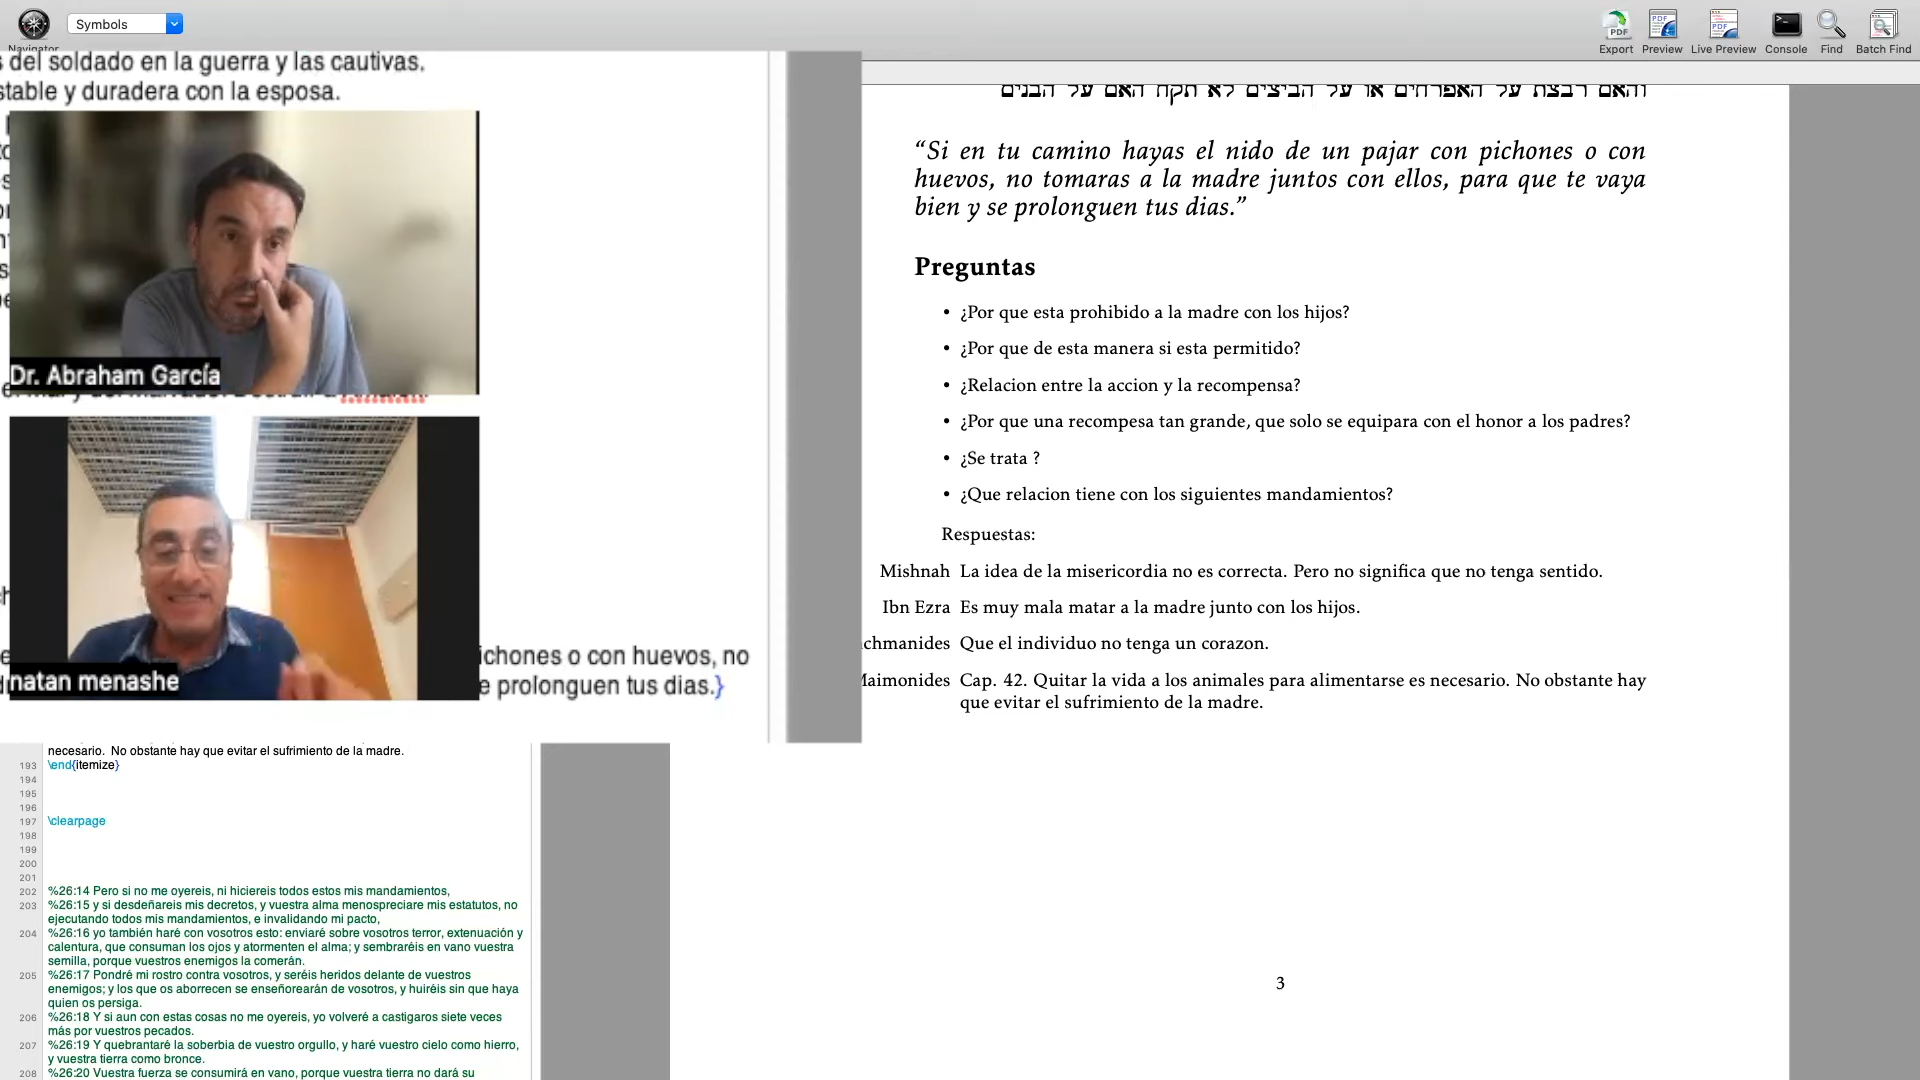 Symbols
Navigator
Export
Preview
Live Preview
Console
Find
Batch Find
del soldado en la guerra y las cautivas.
stable y duradera con la esposa.
Dr. Abraham García
natan menashe
ichones o con huevos, no
e prolonguen tus dias.}
necesario. No obstante hay que evitar el sufrimiento de la madre.
193 \end{itemize}
194
195
196
197 \clearpage
198
199
200
201
202 %26:14 Pero si no me oyereis, ni hiciereis todos estos mis mandamientos,
203 %26:15 y si desdeñareis mis decretos, y vuestra alma menospreciare mis estatutos, no
ejecutando todos mis mandamientos, e invalidando mi pacto,
204 %26:16 yo también haré con vosotros esto: enviaré sobre vosotros terror, extenuación y
calentura, que consuman los ojos y atormenten el alma; y sembraréis en vano vuestra
semilla, porque vuestros enemigos la comerán.
205 %26:17 Pondré mi rostro contra vosotros, y seréis heridos delante de vuestros
enemigos; y los que os aborrecen se enseñorearán de vosotros, y huiréis sin que haya
quien os persiga.
206 %26:18 Y si aun con estas cosas no me oyereis, yo volveré a castigaros siete veces
más por vuestros pecados.
207 %26:19 Y quebrantaré la soberbia de vuestro orgullo, y haré vuestro cielo como hierro,
y vuestra tierra como bronce.
208 %26:20 Vuestra fuerza se consumirá en vano, porque vuestra tierra no dará su
והאם רבצת על האפרחים או על הביצים לא תקח האם על הבנים
“Si en tu camino hayas el nido de un pajar con pichones o con
huevos, no tomaras a la madre juntos con ellos, para que te vaya
bien y se prolonguen tus dias.”
Preguntas
• ¿Por que esta prohibido a la madre con los hijos?
• ¿Por que de esta manera si esta permitido?
• ¿Relacion entre la accion y la recompensa?
• ¿Por que una recompesa tan grande, que solo se equipara con el honor a los padres?
• ¿Se trata ?
• ¿Que relacion tiene con los siguientes mandamientos?
Respuestas:
Mishnah La idea de la misericordia no es correcta. Pero no significa que no tenga sentido.
Ibn Ezra Es muy mala matar a la madre junto con los hijos.
chmanides Que el individuo no tenga un corazon.
Maimonides Cap. 42. Quitar la vida a los animales para alimentarse es necesario. No obstante hay
que evitar el sufrimiento de la madre.
3